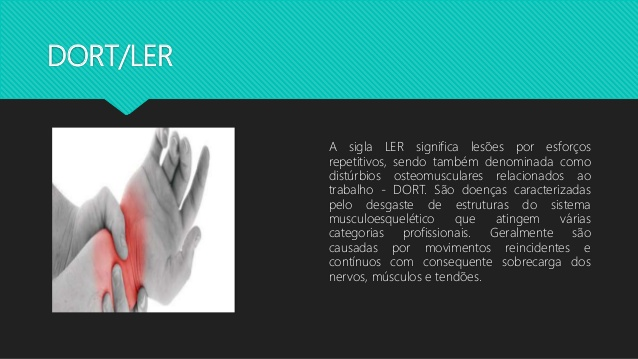 DORT/LER
A sigla LER significa lesões por esforços
repetitivos, sendo também denominada como
distúrbios osteomusculares relacionados ao
trabalho - DORT. São doenças caracterizadas
pelo desgaste de estruturas do sistema
musculoesquelético que atingem várias
categorias profissionais. Geralmente são
causadas por movimentos reincidentes e
contínuos com consequente sobrecarga dos
nervos, músculos e tendões.